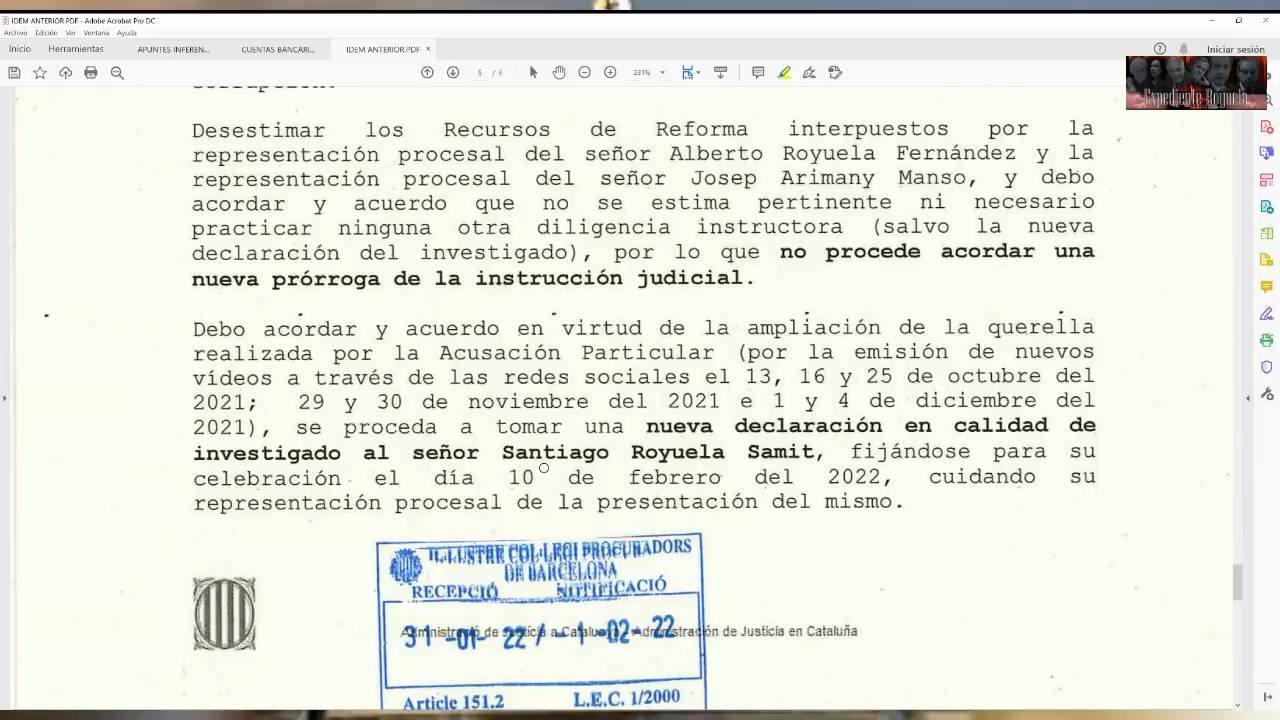 IDEM ANTERIOR.PDF - Adobe Acrobat Pro DC
Archivo Edición Ver Ventana Ayuda
Inicio Herramientas APUNTES INFEREN... CUENTAS BANCARI... IDEM ANTERIOR.PDF × Iniciar sesión
5 / 6 231%
Expediente Royuela
corrupción.
Desestimar los Recursos de Reforma interpuestos por la
representación procesal del señor Alberto Royuela Fernández y la
representación procesal del señor Josep Arimany Manso, y debo
acordar y acuerdo que no se estima pertinente ni necesario
practicar ninguna otra diligencia instructora (salvo la nueva
declaración del investigado), por lo que no procede acordar una
nueva prórroga de la instrucción judicial.
Debo acordar y acuerdo en virtud de la ampliación de la querella
realizada por la Acusación Particular (por la emisión de nuevos
vídeos a través de las redes sociales el 13, 16 y 25 de octubre del
2021; 29 y 30 de noviembre del 2021 e 1 y 4 de diciembre del
2021), se proceda a tomar una nueva declaración en calidad de
investigado al señor Santiago Royuela Samit, fijándose para su
celebración el día 10 de febrero del 2022, cuidando su
representación procesal de la presentación del mismo.
IL·LUSTRE COL·LEGI PROCURADORS
DE BARCELONA
RECEPCIÓ NOTIFICACIÓ
31 -01- 22 / - 1 -02- 22
Administració de Justícia a Catalunya - Administración de Justicia en Cataluña
Article 151.2 L.E.C. 1/2000